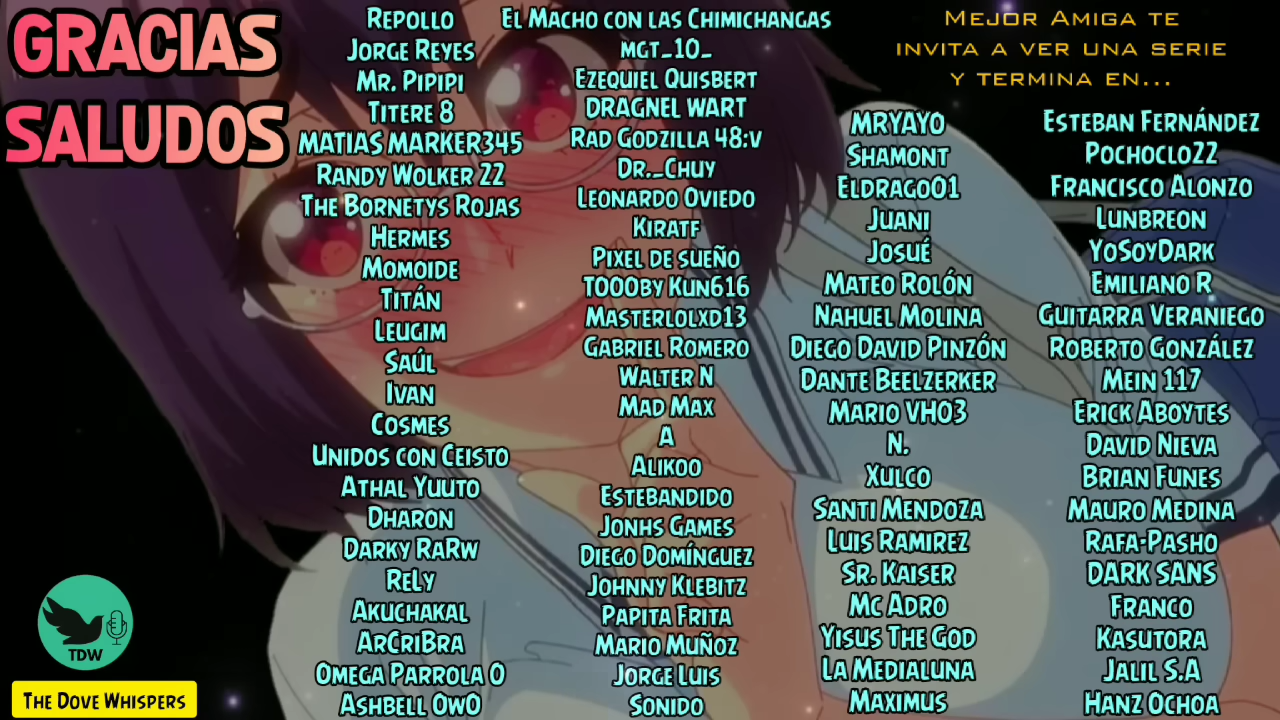 GRACIAS
SALUDOS
Repollo
Jorge Reyes
Mr. Pipipi
Titere 8
MATIAS MARKER345
Randy Wolker 22
The Bornetys Rojas
Hermes
Momoide
Titán
Leugim
Saúl
Ivan
Cosmes
Unidos con Ceisto
Athal Yuuto
Dharon
Darky RaRw
ReLy
Akuchakal
ArCriBra
Omega Parrola O
Ashbell OwO
El Macho con las Chimichangas
mgt_10_
Ezequiel Quisbert
DRAGNEL WART
Rad Godzilla 48:v
Dr._Chuy
Leonardo Oviedo
Kiratf
Pixel de sueño
TOOOby Kun616
Masterlolxd13
Gabriel Romero
Walter N
Mad Max
A
Alikoo
Estebandido
Jonhs Games
Diego Domínguez
Johnny Klebitz
Papita Frita
Mario Muñoz
Jorge Luis
Sonido
Mejor Amiga te
invita a ver una serie
y termina en...
MRYAYO
Shamont
Eldrago01
Juani
Josué
Mateo Rolón
Nahuel Molina
Diego David Pinzón
Dante Beelzerker
Mario VHO3
N.
Xulco
Santi Mendoza
Luis Ramirez
Sr. Kaiser
Mc Adro
Yisus The God
La Medialuna
Maximus
Esteban Fernández
Pochoclo22
Francisco Alonzo
Lunbreon
YoSoyDark
Emiliano R
Guitarra Veraniego
Roberto González
Mein 117
Erick Aboytes
David Nieva
Brian Funes
Mauro Medina
Rafa-Pasho
DARK SANS
Franco
Kasutora
Jalil S.A
Hanz Ochoa
TDW
The Dove Whispers